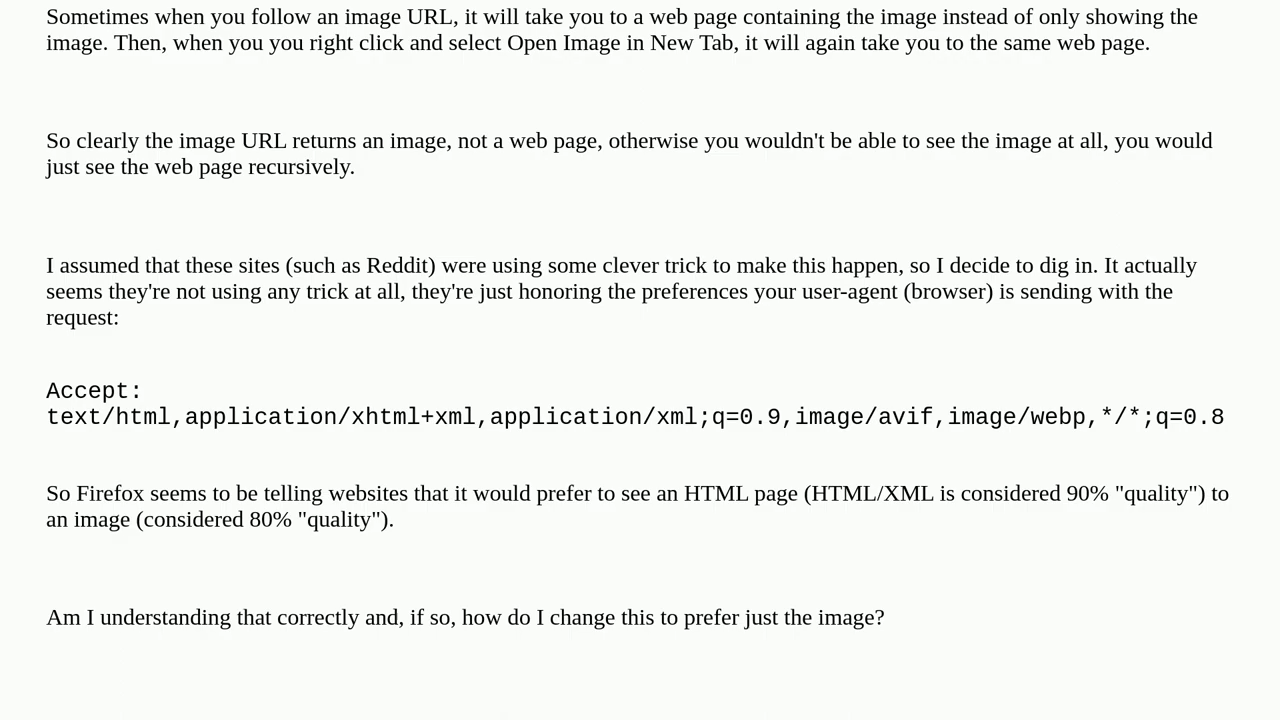 Sometimes when you follow an image URL, it will take you to a web page containing the image instead of only showing the
image. Then, when you you right click and select Open Image in New Tab, it will again take you to the same web page.
So clearly the image URL returns an image, not a web page, otherwise you wouldn't be able to see the image at all, you would
just see the web page recursively.
I assumed that these sites (such as Reddit) were using some clever trick to make this happen, so I decide to dig in. It actually
seems they're not using any trick at all, they're just honoring the preferences your user-agent (browser) is sending with the
request:
Accept:
text/html,application/xhtml+xml,application/xml;q=0.9,image/avif,image/webp,*/*;q=0.8
So Firefox seems to be telling websites that it would prefer to see an HTML page (HTML/XML is considered 90% "quality") to
an image (considered 80% "quality").
Am I understanding that correctly and, if so, how do I change this to prefer just the image?